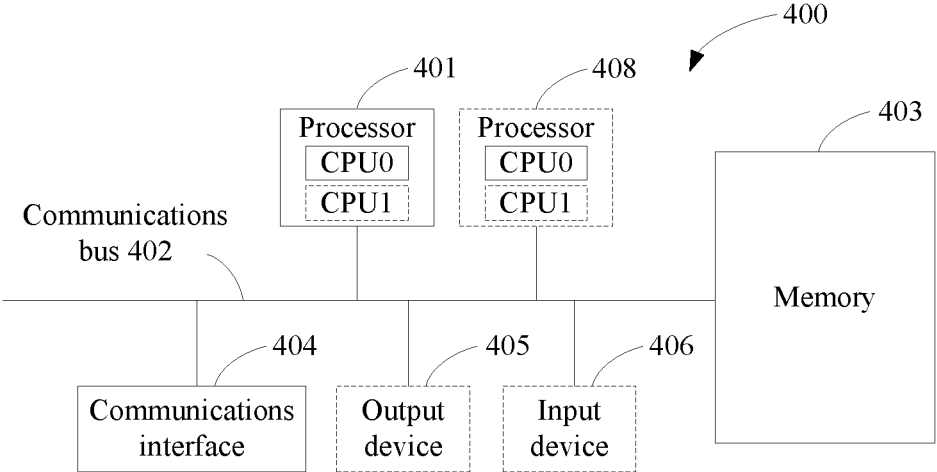 400
401
408
403
Processor
CPU0
CPU1
Processor
CPU0
CPU1
Communications
bus 402
Memory
404
405
406
Communications
interface
Output
device
Input
device